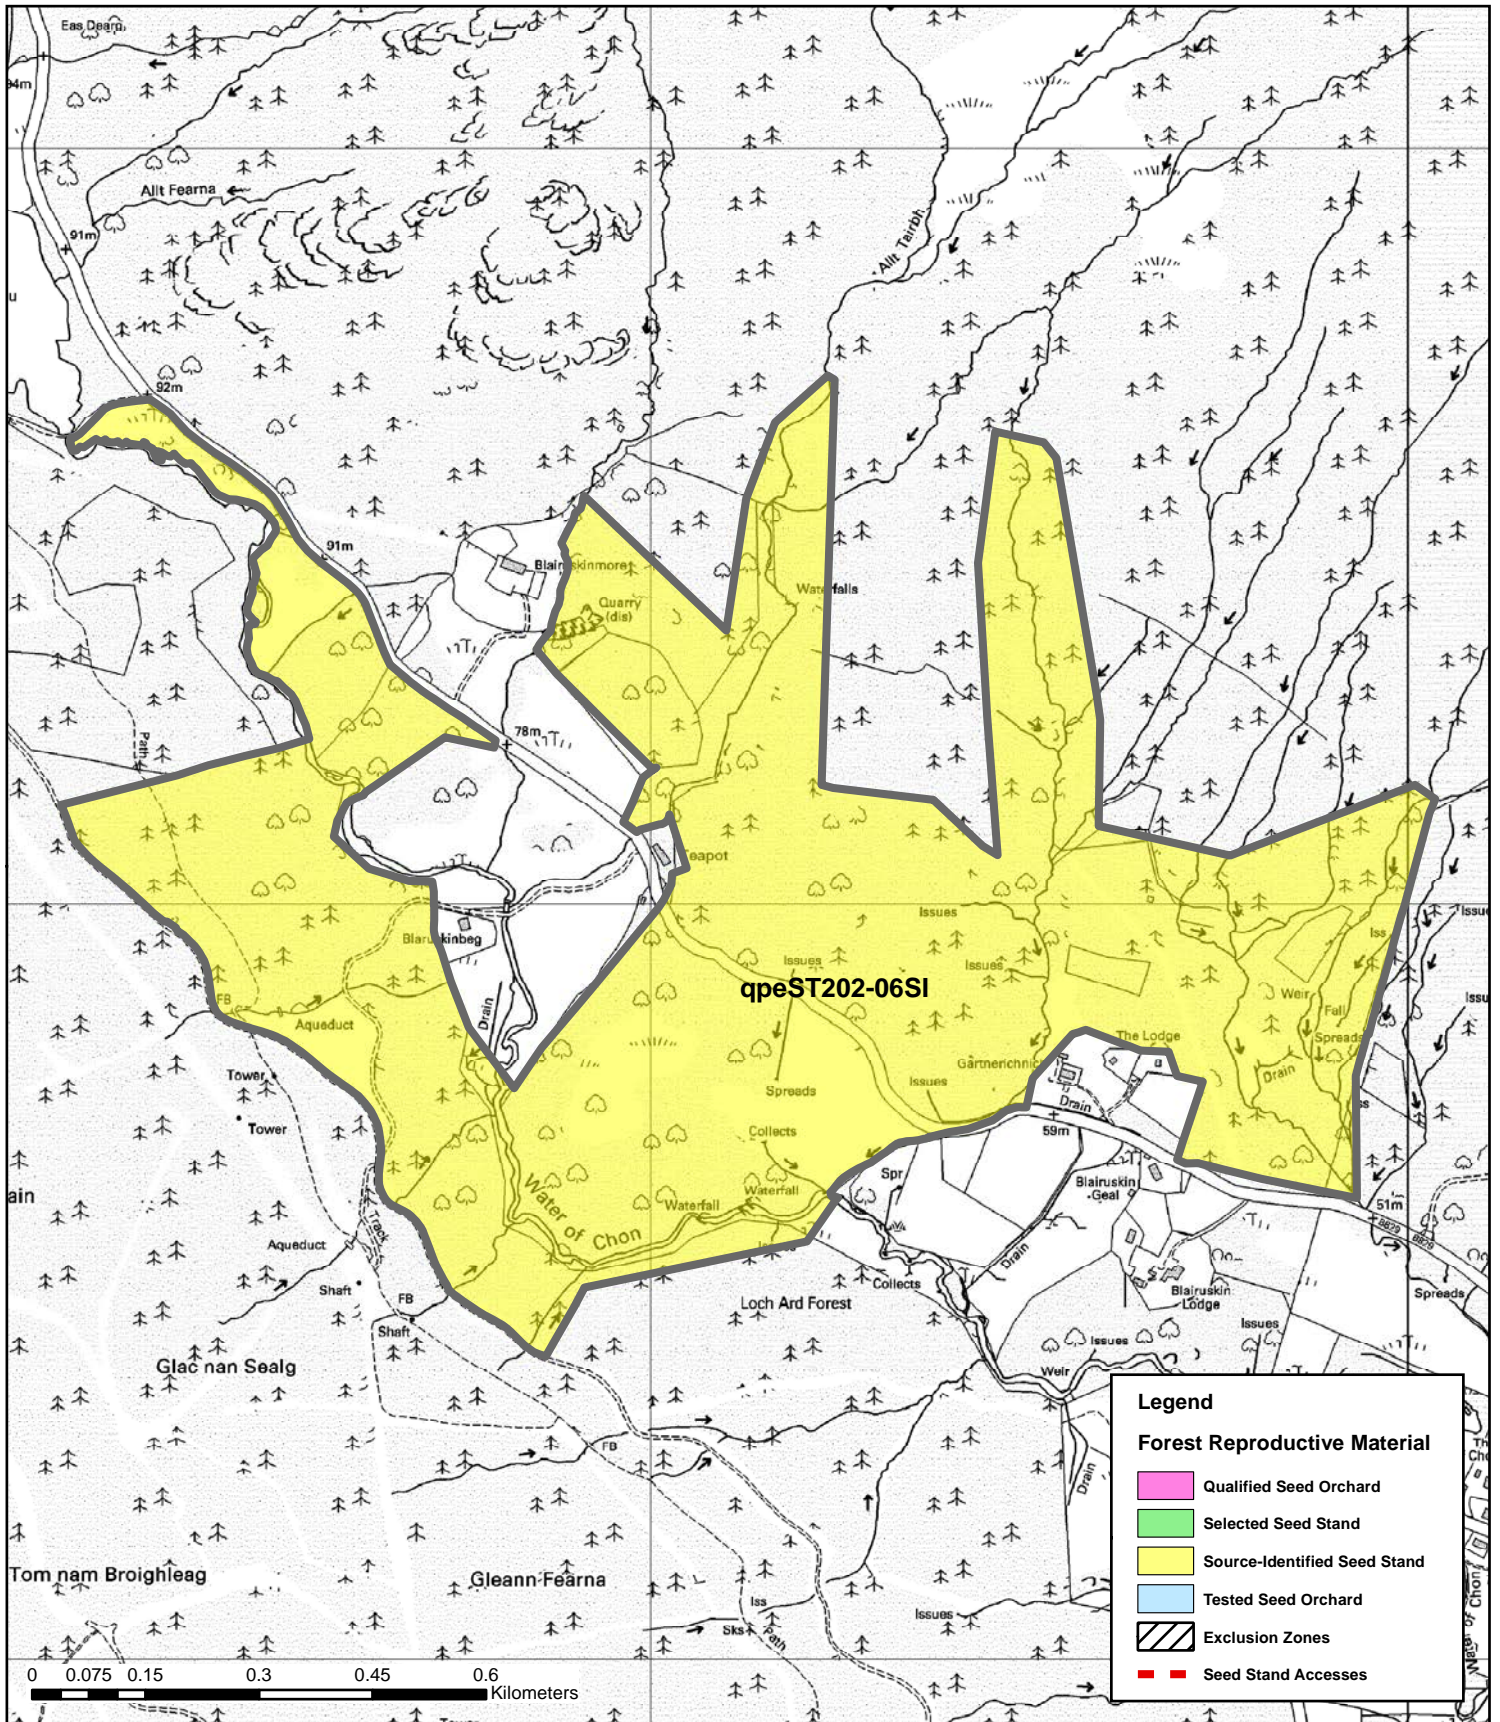 Eas Dearg
Allt Fearna
91m
92m
Allt Tairbh
91m
Quarry
(dis)
Waterfalls
Path
78m
Teapot
Issues
Issu
Iss
Issues
Issues
qpeST202-06SI
Weir
Issu
FB
Drain
Fall
Aqueduct
The Lodge
Spreads
Tower
Spreads
Issues
Drain
Drain
Tower
Collects
59m
ain
Spr
Blairuskin
Geal
Waterfall
Waterfall
51m
Water of Chon
B829
B829
Track
Aqueduct
Drain
Shaft
FB
Collects
Blairuskin
Lodge
Spreads
Loch Ard Forest
Shaft
Issues
Issues
Glac nan Sealg
Weir
FB
Drain
Tom nam Broighleag
Gleann Fearna
Iss
Sks
Path
Issues
Legend
Forest Reproductive Material
Qualified Seed Orchard
Selected Seed Stand
Source-Identified Seed Stand
Tested Seed Orchard
Exclusion Zones
Seed Stand Accesses
0 0.075 0.15 0.3 0.45 0.6
Kilometers